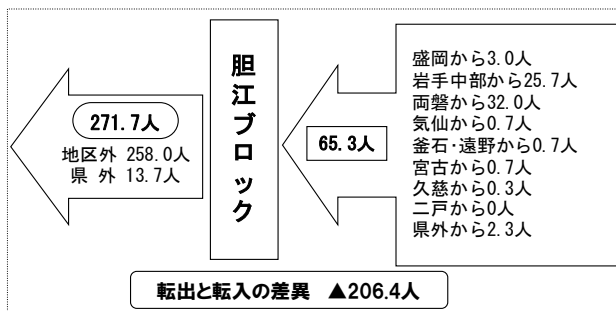 271.7人
地区外 258.0人
県 外 13.7人
胆江ブロック
65.3人
盛岡から3.0人
岩手中部から25.7人
両磐から32.0人
気仙から0.7人
釜石・遠野から0.7人
宮古から0.7人
久慈から0.3人
二戸から0人
県外から2.3人
転出と転入の差異 ▲206.4人